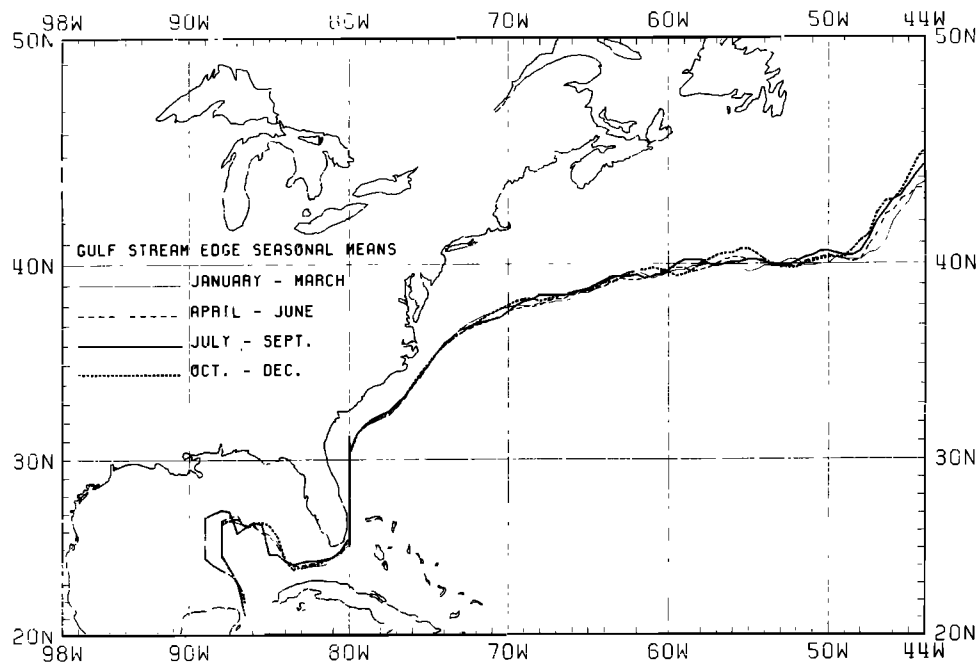 98W 90W 80W 70W 60W 50W 44W
50N 50N
GULF STREAM EDGE SEASONAL MEANS
40N 40N
JANUARY - MARCH
APRIL - JUNE
JULY - SEPT.
OCT. - DEC.
30N 30N
20N 20N
98W 90W 80W 70W 60W 50W 44W